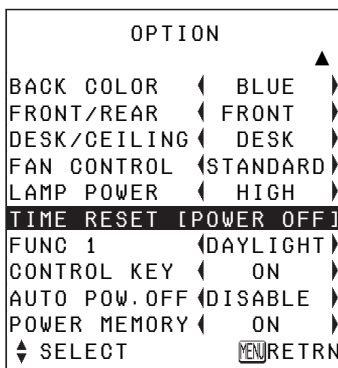 OPTION
BACK COLOR BLUE
FRONT/REAR FRONT
DESK/CEILING DESK
FAN CONTROL STANDARD
LAMP POWER HIGH
TIME RESET [POWER OFF]
FUNC 1 DAYLIGHT
CONTROL KEY ON
AUTO POW.OFF DISABLE
POWER MEMORY ON
SELECT MENU RETRN